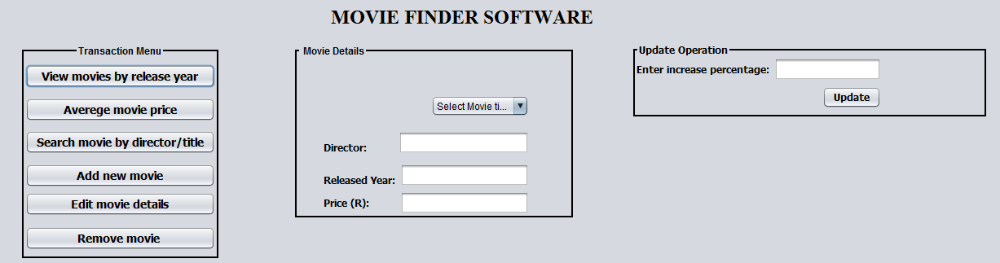 MOVIE FINDER SOFTWARE
Transaction Menu
View movies by release year
Averege movie price
Search movie by director/title
Add new movie
Edit movie details
Remove movie
Movie Details
Select Movie ti...
Director:
Released Year:
Price (R):
Update Operation
Enter increase percentage:
Update